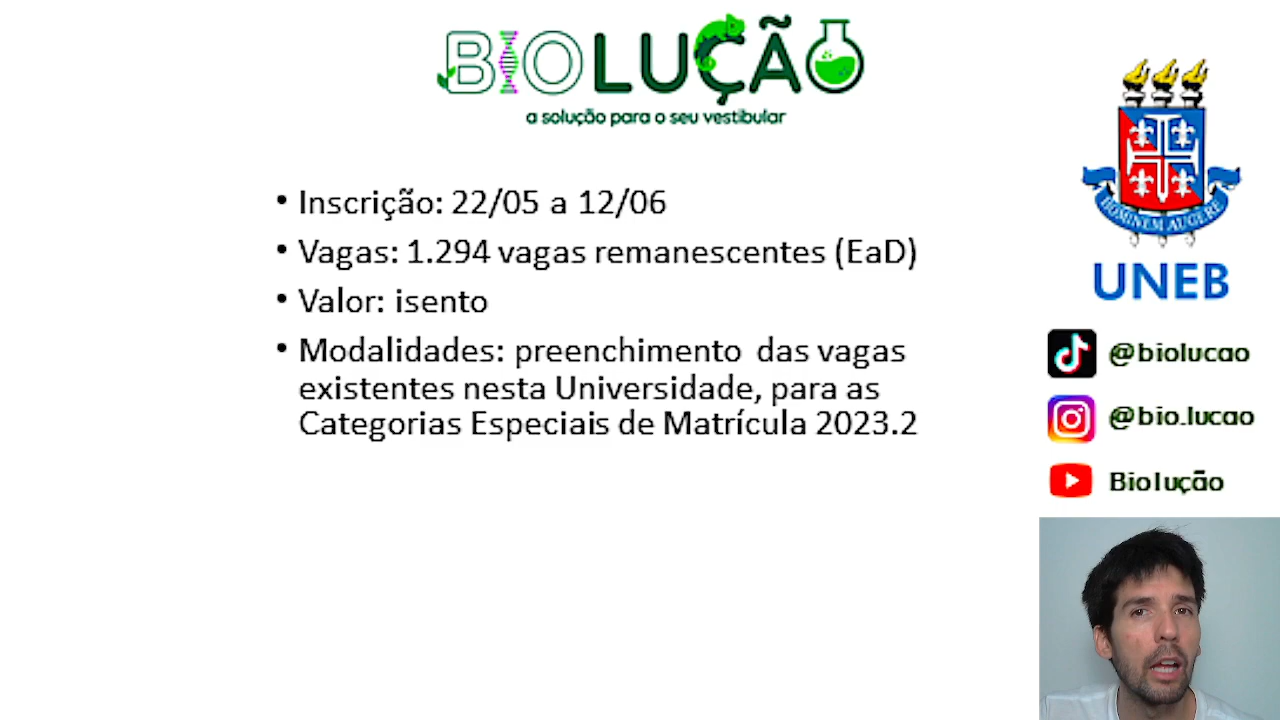 BIOLUÇÃO
a solução para o seu vestibular
• Inscrição: 22/05 a 12/06
• Vagas: 1.294 vagas remanescentes (EaD)
• Valor: isento
• Modalidades: preenchimento das vagas
existentes nesta Universidade, para as
Categorias Especiais de Matrícula 2023.2
HOMINEM AUGERE
UNEB
@biolucao
@bio.lucao
Biolução